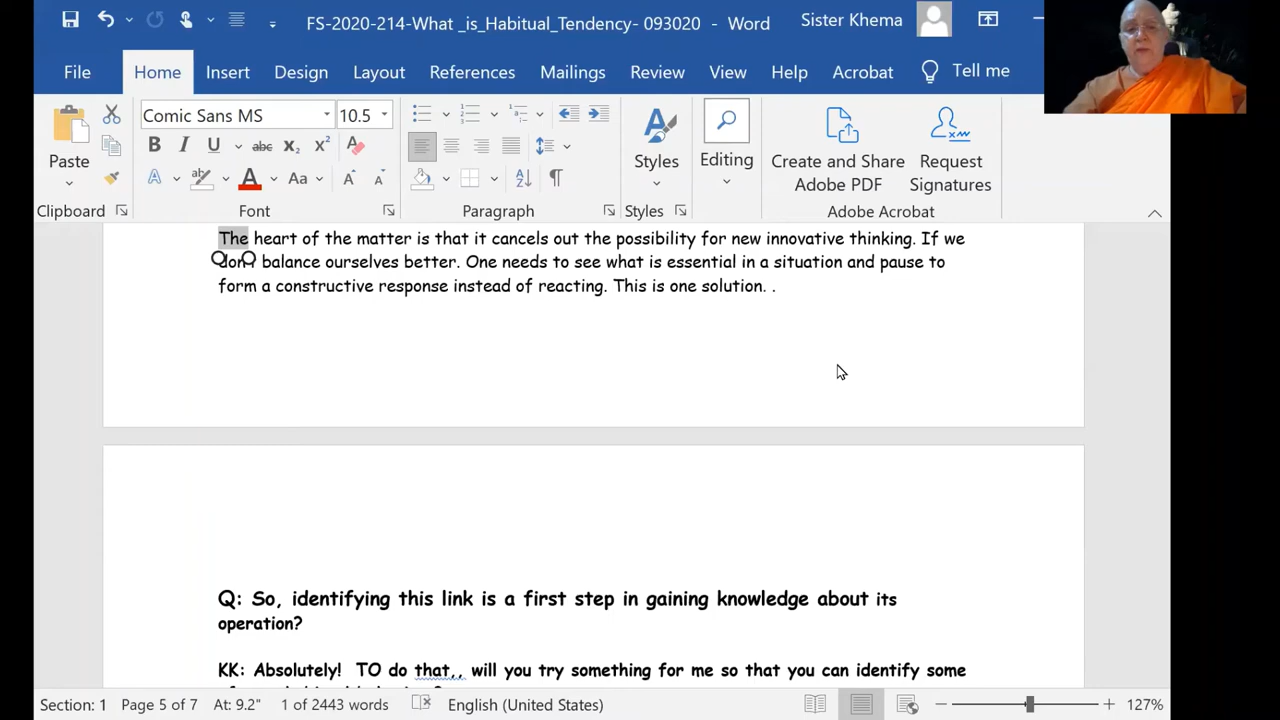 FS-2020-214-What _is_Habitual_Tendency- 093020 - Word
Sister Khema
File Home Insert Design Layout References Mailings Review View Help Acrobat Tell me
Comic Sans MS 10.5
Paste
Styles
Editing
Create and Share Adobe PDF
Request Signatures
Clipboard Font Paragraph Styles Adobe Acrobat
The heart of the matter is that it cancels out the possibility for new innovative thinking. If we
balance ourselves better. One needs to see what is essential in a situation and pause to
form a constructive response instead of reacting. This is one solution. .
Q: So, identifying this link is a first step in gaining knowledge about its
operation?
KK: Absolutely! TO do that,, will you try something for me so that you can identify some
Section: 1 Page 5 of 7 At: 9.2" 1 of 2443 words English (United States) 127%